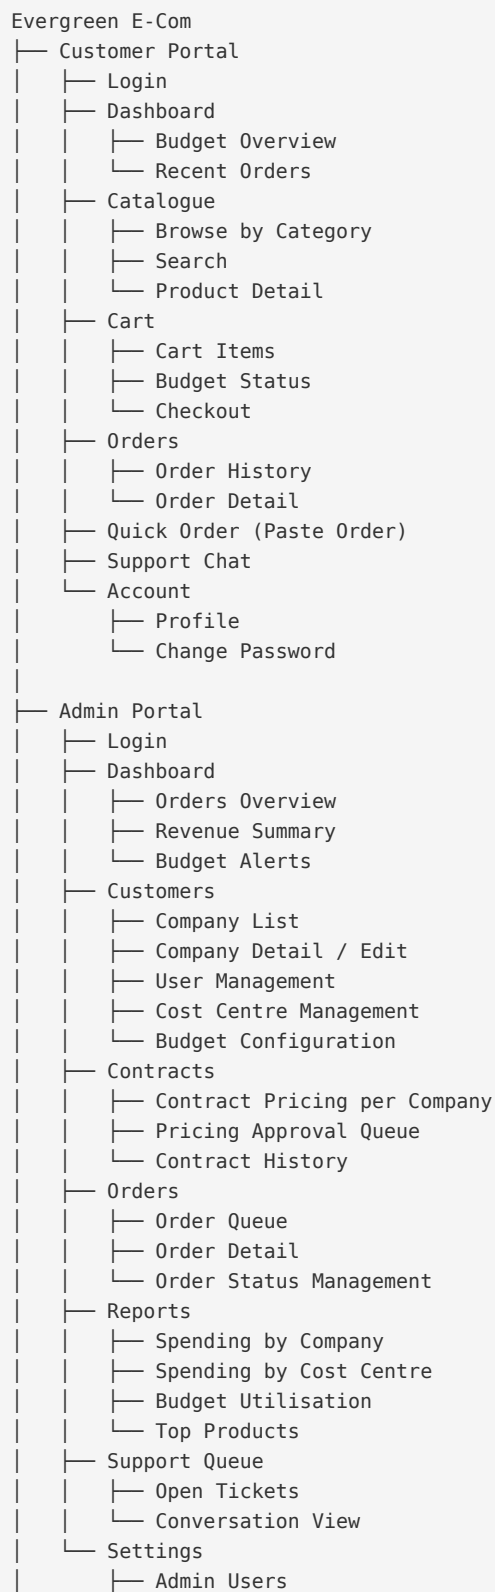 Evergreen E-Com
├── Customer Portal
│   ├── Login
│   ├── Dashboard
│   │   ├── Budget Overview
│   │   └── Recent Orders
│   ├── Catalogue
│   │   ├── Browse by Category
│   │   ├── Search
│   │   └── Product Detail
│   ├── Cart
│   │   ├── Cart Items
│   │   ├── Budget Status
│   │   └── Checkout
│   ├── Orders
│   │   ├── Order History
│   │   └── Order Detail
│   ├── Quick Order (Paste Order)
│   ├── Support Chat
│   └── Account
│       ├── Profile
│       └── Change Password
│
├── Admin Portal
│   ├── Login
│   ├── Dashboard
│   │   ├── Orders Overview
│   │   ├── Revenue Summary
│   │   └── Budget Alerts
│   ├── Customers
│   │   ├── Company List
│   │   ├── Company Detail / Edit
│   │   ├── User Management
│   │   ├── Cost Centre Management
│   │   └── Budget Configuration
│   ├── Contracts
│   │   ├── Contract Pricing per Company
│   │   ├── Pricing Approval Queue
│   │   └── Contract History
│   ├── Orders
│   │   ├── Order Queue
│   │   ├── Order Detail
│   │   └── Order Status Management
│   ├── Reports
│   │   ├── Spending by Company
│   │   ├── Spending by Cost Centre
│   │   ├── Budget Utilisation
│   │   └── Top Products
│   ├── Support Queue
│   │   ├── Open Tickets
│   │   └── Conversation View
│   └── Settings
│       ├── Admin Users